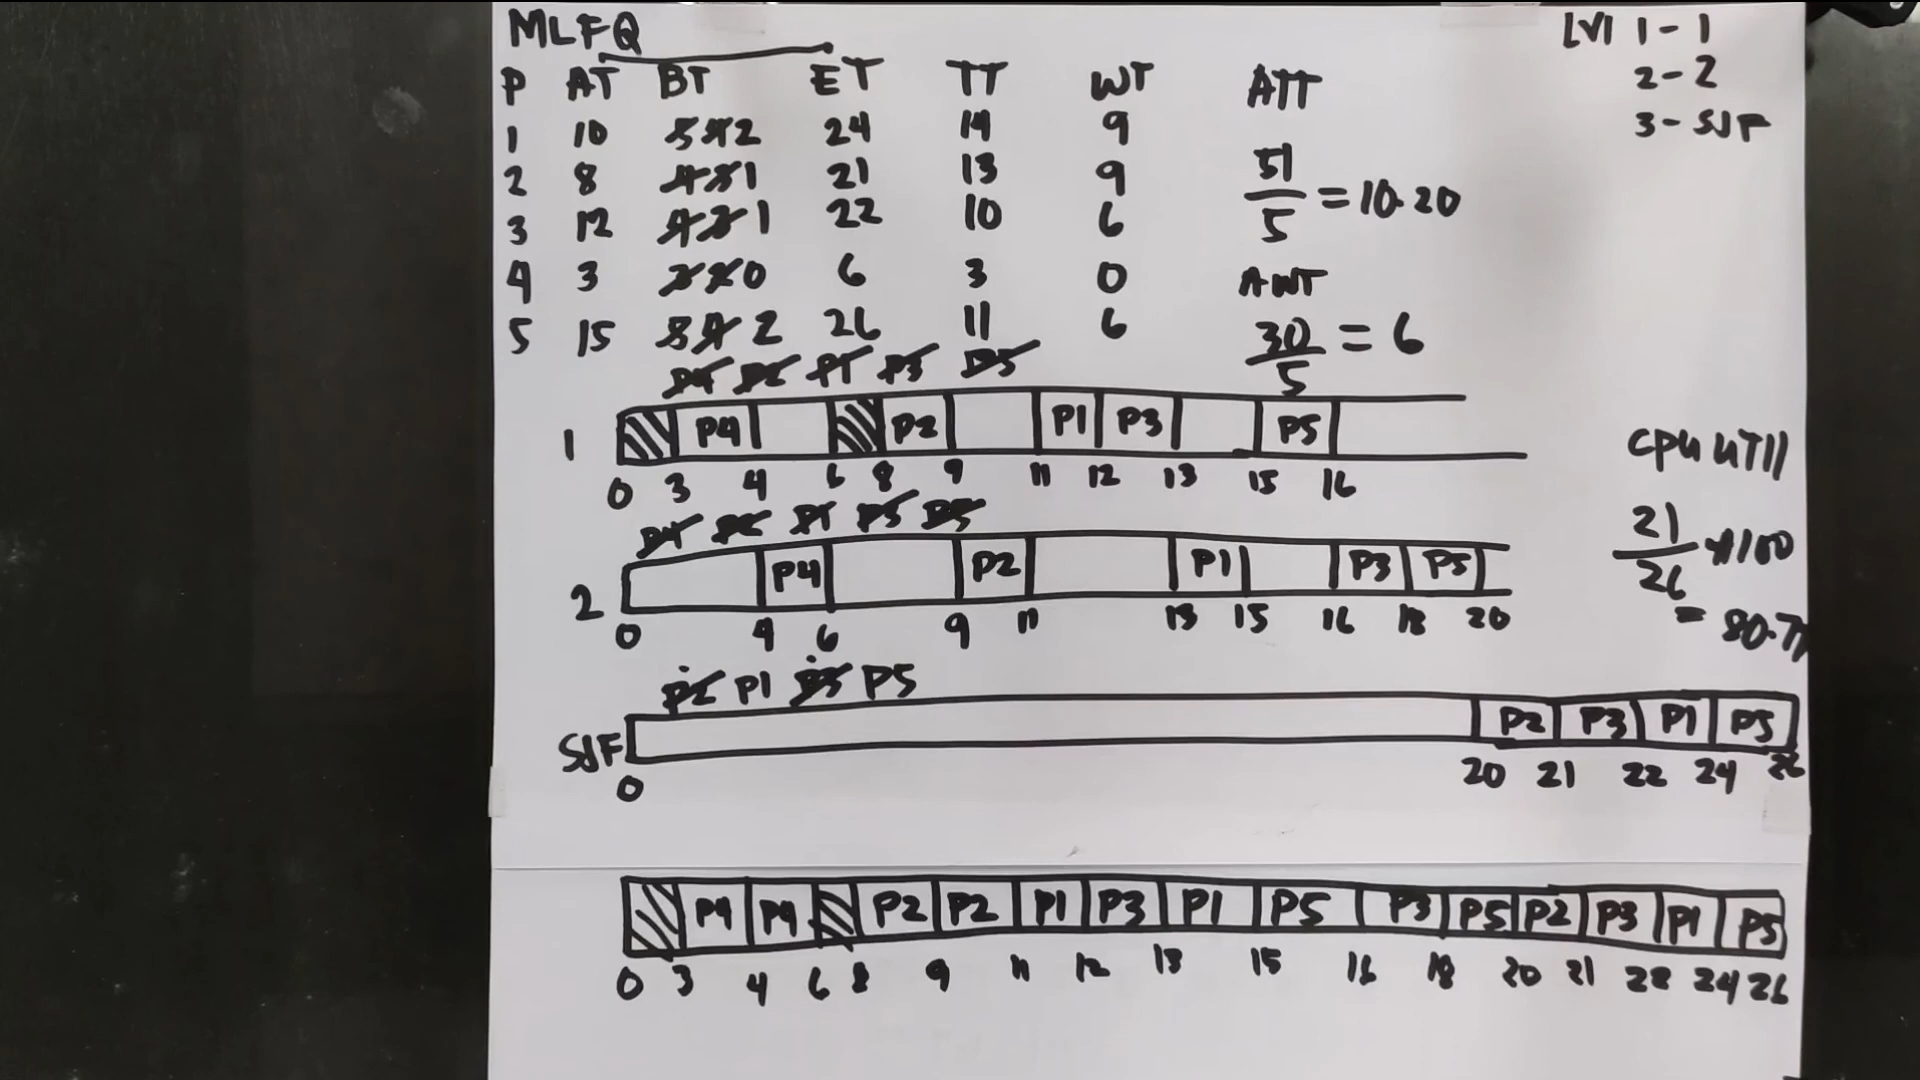 MLFQ
LVL 1 - 1
2 - 2
3 - SJF
P AT BT ET TT WT ATT
1 10 5 4 2 24 14 9
2 8 4 3 1 21 13 9
51
5
= 10.20
3 12 4 3 1 22 10 6
4 3 3 2 0 6 3 0
AWT
5 15 5 4 2 26 11 6
30
5
= 6
P4 P2 P1 P3 P5
1 P4 P2 P1 P3 P5
0 3 4 6 8 9 11 12 13 15 16
CPU UTIL
21
26
x100
= 80.77
P4 P2 P1 P3 P5
2 P4 P2 P1 P3 P5
0 4 6 9 11 13 15 16 18 20
P2 P1 P3 P5
SJF P2 P3 P1 P5
0 20 21 22 24 26
P4 P4 P2 P2 P1 P3 P1 P5 P3 P5 P2 P3 P1 P5
0 3 4 6 8 9 11 12 13 15 16 18 20 21 22 24 26